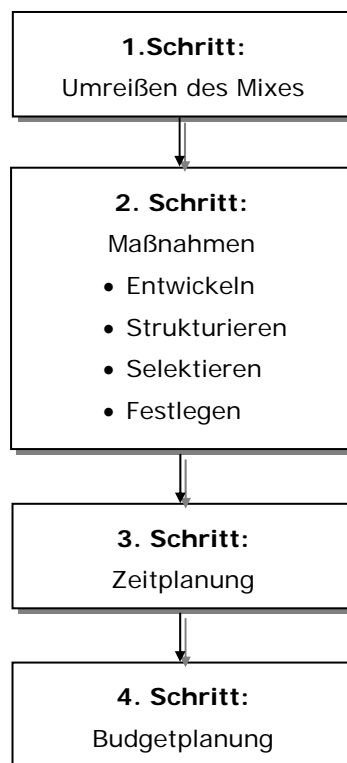 1.Schritt:
Umreißen des Mixes
2. Schritt:
Maßnahmen
• Entwickeln
• Strukturieren
• Selektieren
• Festlegen
3. Schritt:
Zeitplanung
4. Schritt:
Budgetplanung